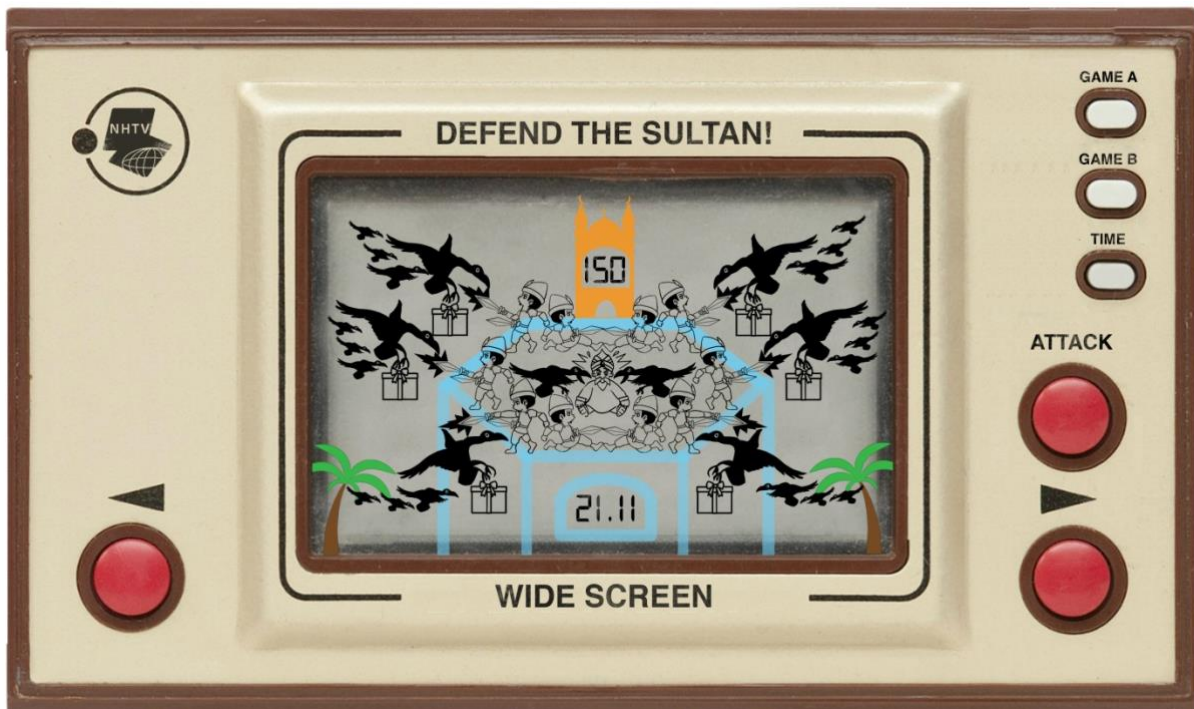 NHTV
DEFEND THE SULTAN!
GAME A
GAME B
TIME
150
ATTACK
21.11
WIDE SCREEN